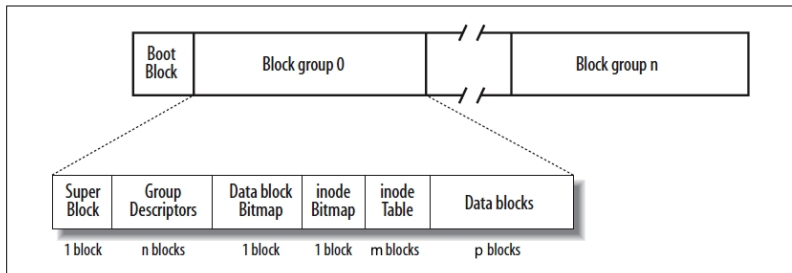 Boot
Block
Block group 0
Block group n
Super
Block
Group
Descriptors
Data block
Bitmap
inode
Bitmap
inode
Table
Data blocks
1 block
n blocks
1 block
1 block
m blocks
p blocks